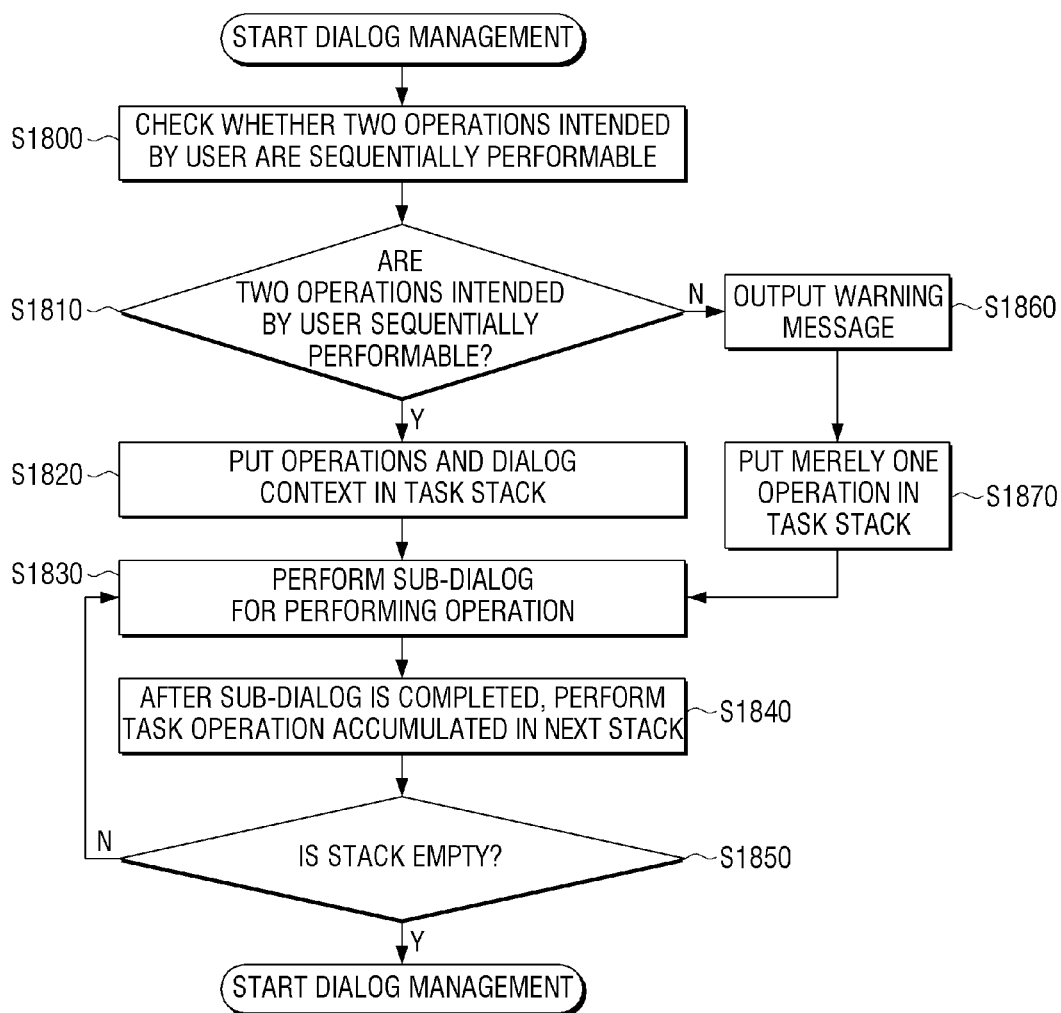 START DIALOG MANAGEMENT
S1800
CHECK WHETHER TWO OPERATIONS INTENDED
BY USER ARE SEQUENTIALLY PERFORMABLE
S1810
ARE
TWO OPERATIONS INTENDED
BY USER SEQUENTIALLY
PERFORMABLE?
N
OUTPUT WARNING
MESSAGE
S1860
Y
S1820
PUT OPERATIONS AND DIALOG
CONTEXT IN TASK STACK
PUT MERELY ONE
OPERATION IN
TASK STACK
S1870
S1830
PERFORM SUB-DIALOG
FOR PERFORMING OPERATION
AFTER SUB-DIALOG IS COMPLETED, PERFORM
TASK OPERATION ACCUMULATED IN NEXT STACK
S1840
N
IS STACK EMPTY?
S1850
Y
START DIALOG MANAGEMENT